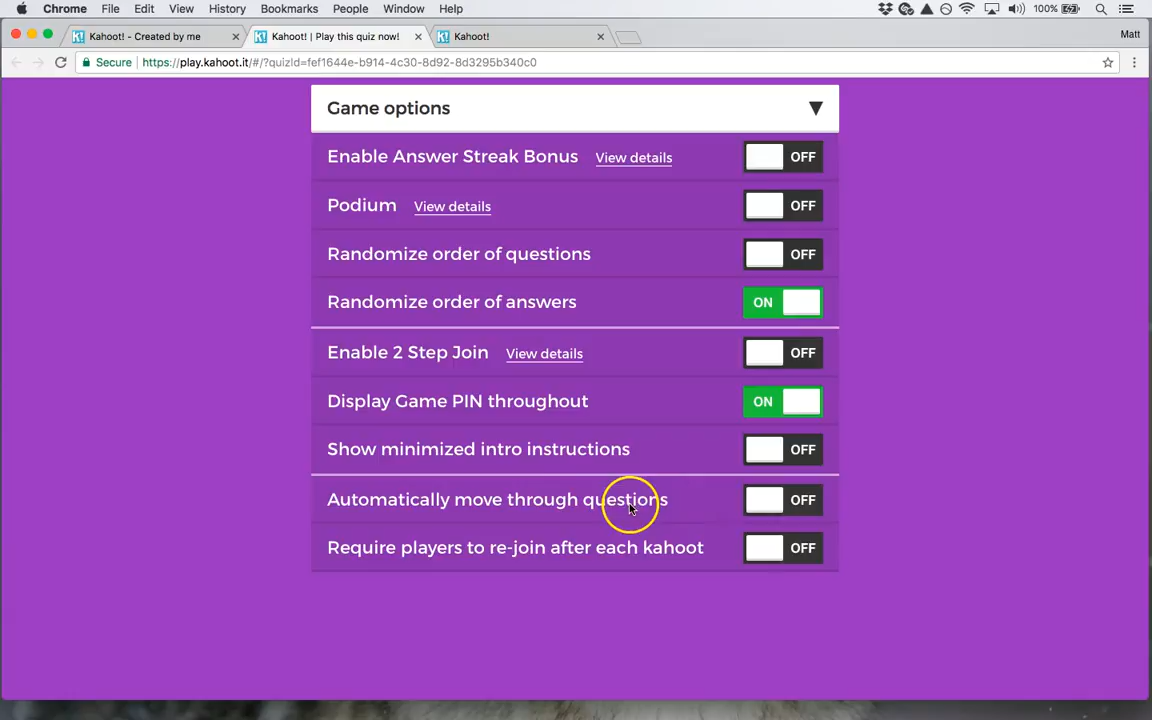 Chrome File Edit View History Bookmarks People Window Help 100%
Kahoot! - Created by me
Kahoot! | Play this quiz now!
Kahoot!
Matt
Secure https://play.kahoot.it/#/?quizId=fef1644e-b914-4c30-8d92-8d3295b340c0
Game options
Enable Answer Streak Bonus View details OFF
Podium View details OFF
Randomize order of questions OFF
Randomize order of answers ON
Enable 2 Step Join View details OFF
Display Game PIN throughout ON
Show minimized intro instructions OFF
Automatically move through questions OFF
Require players to re-join after each kahoot OFF